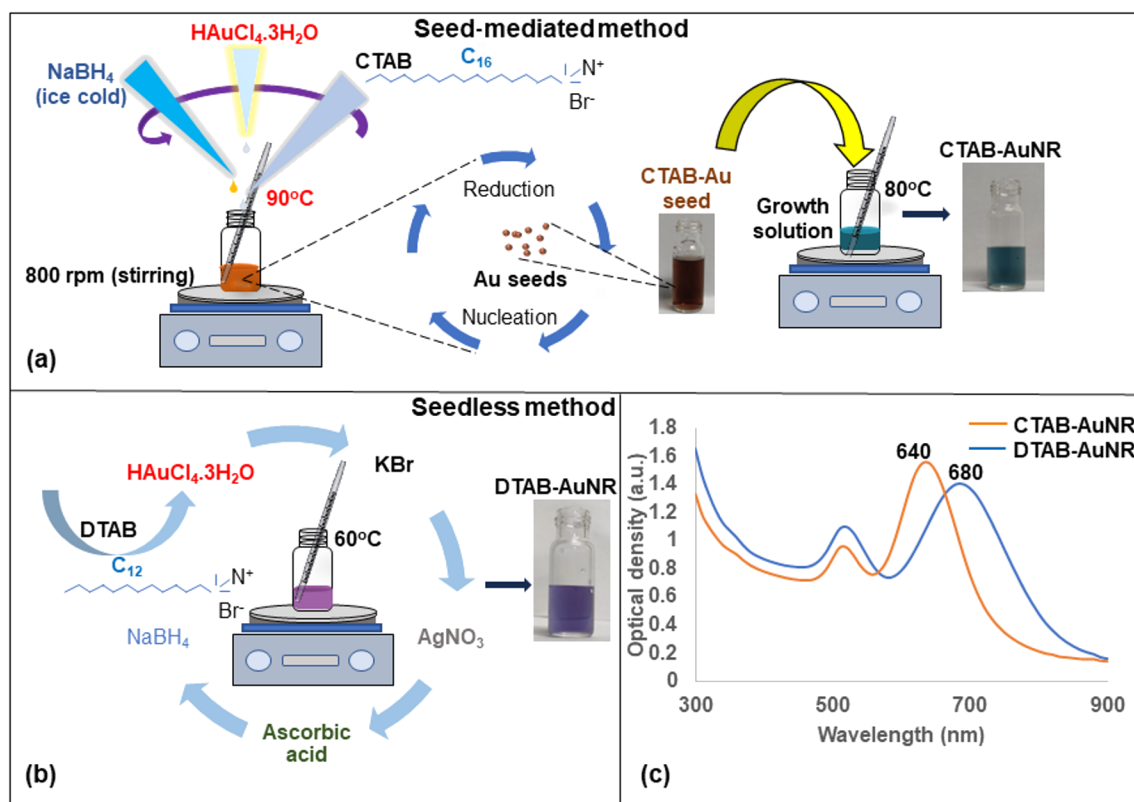 HAuCl₄.3H₂O
Seed-mediated method
NaBH₄
(ice cold)
CTAB
C₁₆
N⁺
Br⁻
90°C
800 rpm (stirring)
Reduction
Au seeds
Nucleation
CTAB-Au
seed
Growth
solution
80°C
CTAB-AuNR
(a)
Seedless method
HAuCl₄.3H₂O
KBr
DTAB
C₁₂
N⁺
Br⁻
60°C
DTAB-AuNR
NaBH₄
AgNO₃
Ascorbic
acid
(b)
CTAB-AuNR
DTAB-AuNR
640
680
Optical density (a.u.)
1.8
1.6
1.4
1.2
1
0.8
0.6
0.4
0.2
0
300
500
700
900
Wavelength (nm)
(c)